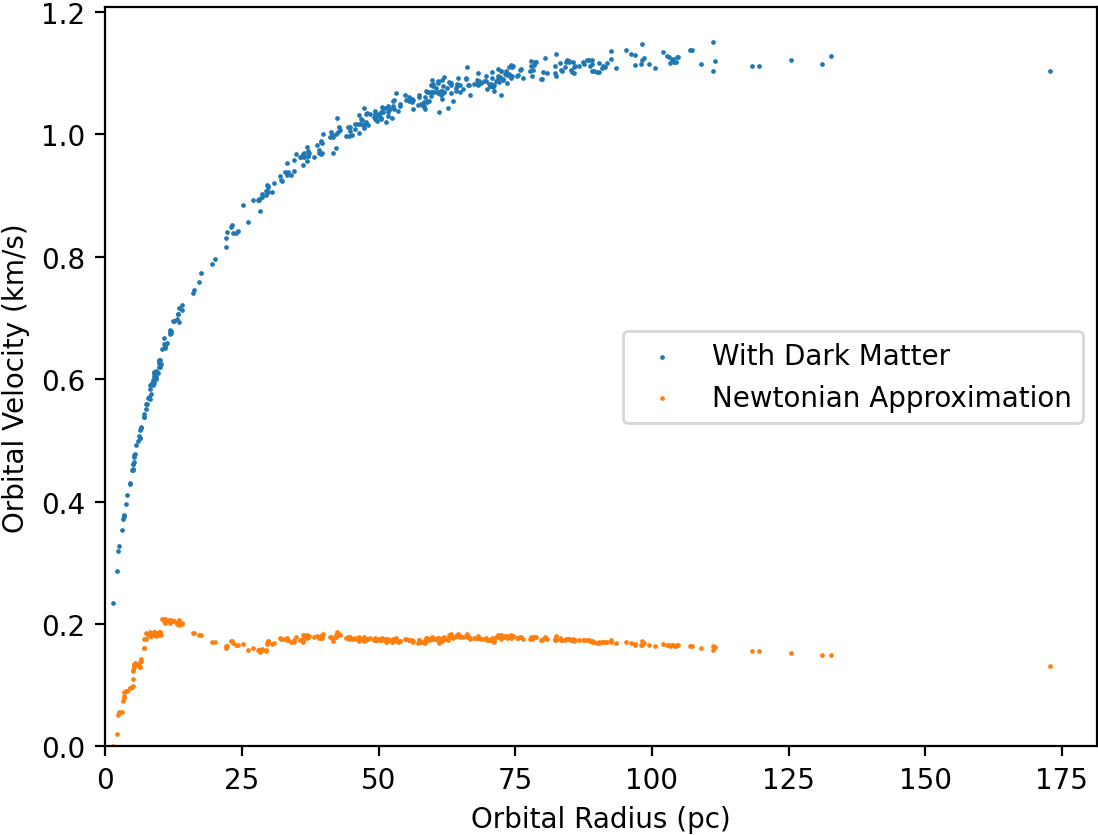 1.2
1.0
0.8
0.6
0.4
0.2
0.0
Orbital Velocity (km/s)
With Dark Matter
Newtonian Approximation
0 25 50 75 100 125 150 175
Orbital Radius (pc)